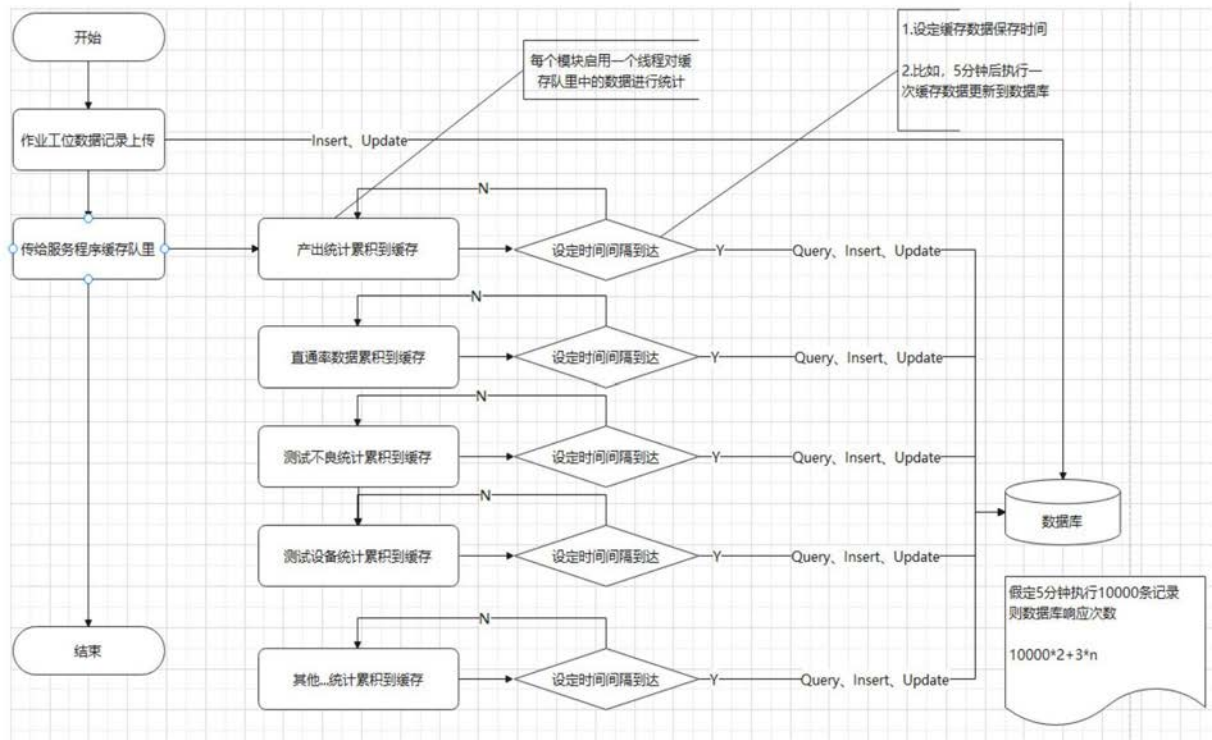 开始
每个模块启用一个线程对缓
存队里中的数据进行统计
1.设定缓存数据保存时间
2.比如，5分钟后执行一
次缓存数据更新到数据库
作业工位数据记录上传
Insert、Update
N
传给服务程序缓存队里
产出统计累积到缓存
设定时间间隔到达
Y
Query、Insert、Update
N
直通率数据累积到缓存
设定时间间隔到达
Y
Query、Insert、Update
N
测试不良统计累积到缓存
设定时间间隔到达
Y
Query、Insert、Update
N
测试设备统计累积到缓存
设定时间间隔到达
Y
Query、Insert、Update
数据库
假定5分钟执行10000条记录
则数据库响应次数
10000*2+3*n
N
结束
其他...统计累积到缓存
设定时间间隔到达
Y
Query、Insert、Update